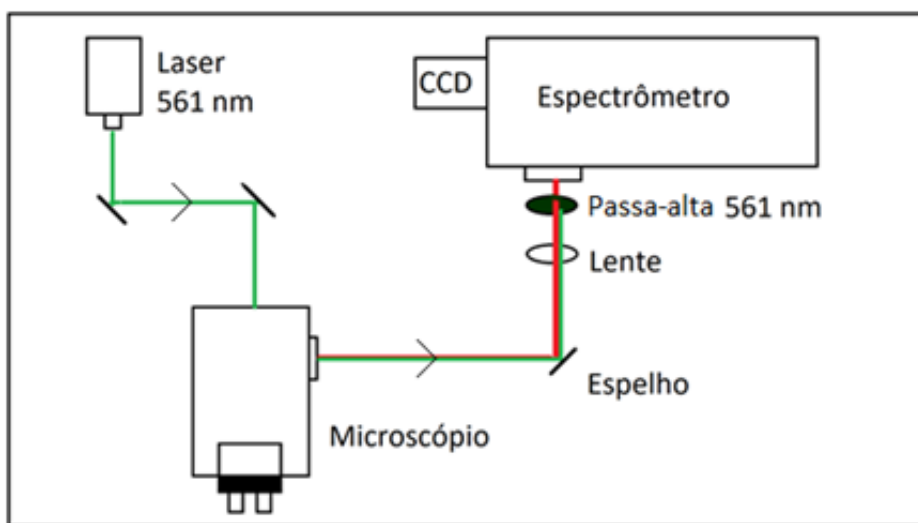 Laser
561 nm
CCD
Espectrômetro
Passa-alta 561 nm
Lente
Espelho
Microscópio